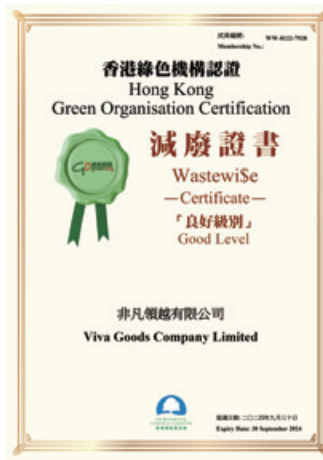 成員編號:
WW-0122-7928
Membership No.:
香港綠色機構認證
Hong Kong
Green Organisation Certification
減廢證書
Wastewi$e
—Certificate—
「良好級別」
Good Level
非凡領越有限公司
Viva Goods Company Limited
屆滿日期:二〇二四年九月三十日
Expiry Date: 30 September 2024